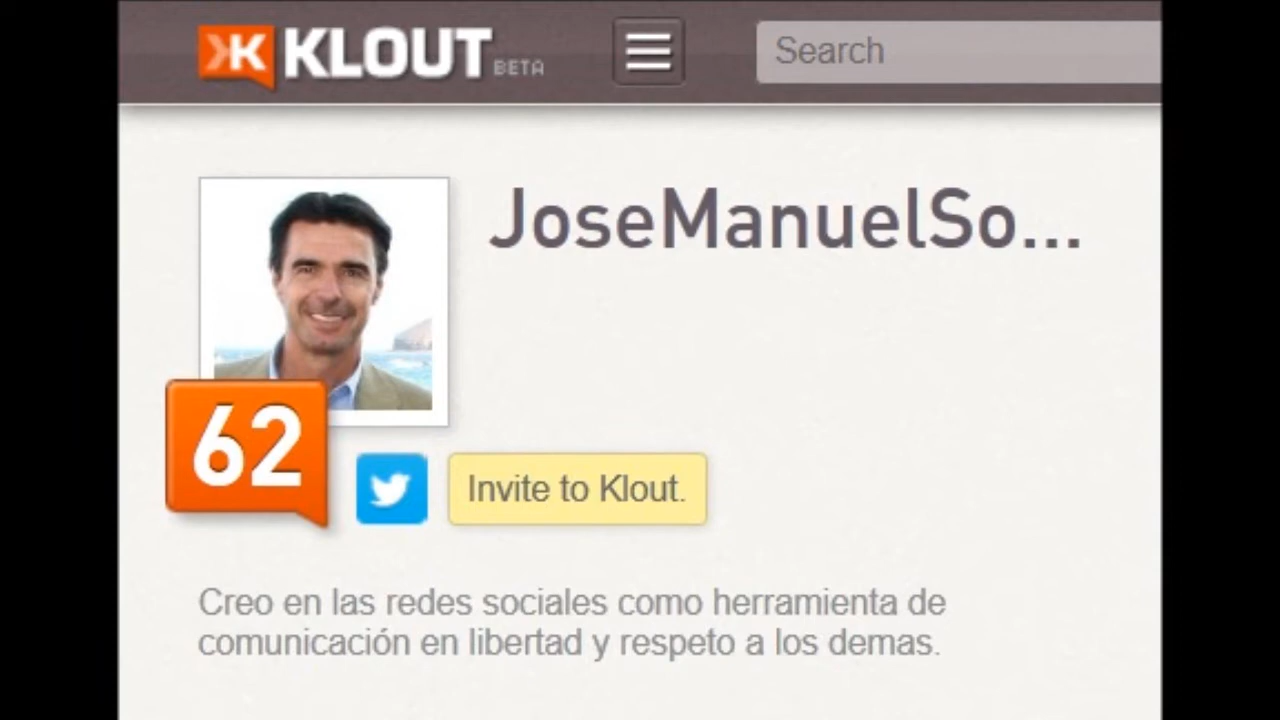 KLOUT BETA
Search
JoseManuelSo...
62
Invite to Klout.
Creo en las redes sociales como herramienta de
comunicación en libertad y respeto a los demas.